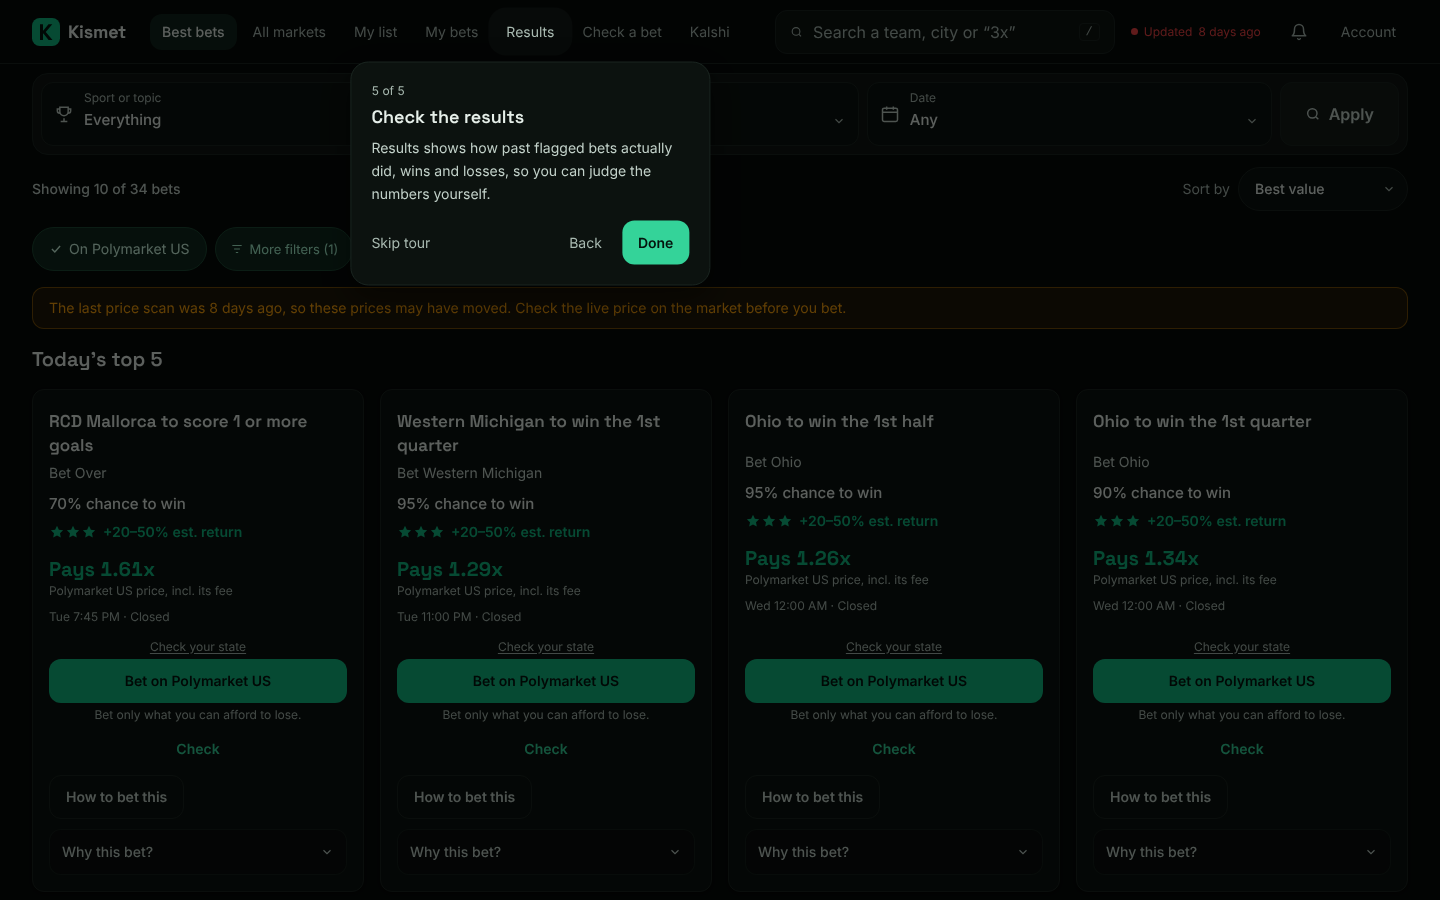 K Kismet
Best bets
All markets
My list
My bets
Results
Check a bet
Kalshi
Search a team, city or “3x”
/
Updated 8 days ago
Account
Sport or topic
Everything
Date
Any
Apply
5 of 5
Check the results
Results shows how past flagged bets actually
did, wins and losses, so you can judge the
numbers yourself.
Skip tour
Back
Done
Showing 10 of 34 bets
Sort by
Best value
On Polymarket US
More filters (1)
The last price scan was 8 days ago, so these prices may have moved. Check the live price on the market before you bet.
Today's top 5
RCD Mallorca to score 1 or more
goals
Bet Over
70% chance to win
+20–50% est. return
Pays 1.61x
Polymarket US price, incl. its fee
Tue 7:45 PM · Closed
Check your state
Bet on Polymarket US
Bet only what you can afford to lose.
Check
How to bet this
Why this bet?
Western Michigan to win the 1st
quarter
Bet Western Michigan
95% chance to win
+20–50% est. return
Pays 1.29x
Polymarket US price, incl. its fee
Tue 11:00 PM · Closed
Check your state
Bet on Polymarket US
Bet only what you can afford to lose.
Check
How to bet this
Why this bet?
Ohio to win the 1st half
Bet Ohio
95% chance to win
+20–50% est. return
Pays 1.26x
Polymarket US price, incl. its fee
Wed 12:00 AM · Closed
Check your state
Bet on Polymarket US
Bet only what you can afford to lose.
Check
How to bet this
Why this bet?
Ohio to win the 1st quarter
Bet Ohio
90% chance to win
+20–50% est. return
Pays 1.34x
Polymarket US price, incl. its fee
Wed 12:00 AM · Closed
Check your state
Bet on Polymarket US
Bet only what you can afford to lose.
Check
How to bet this
Why this bet?